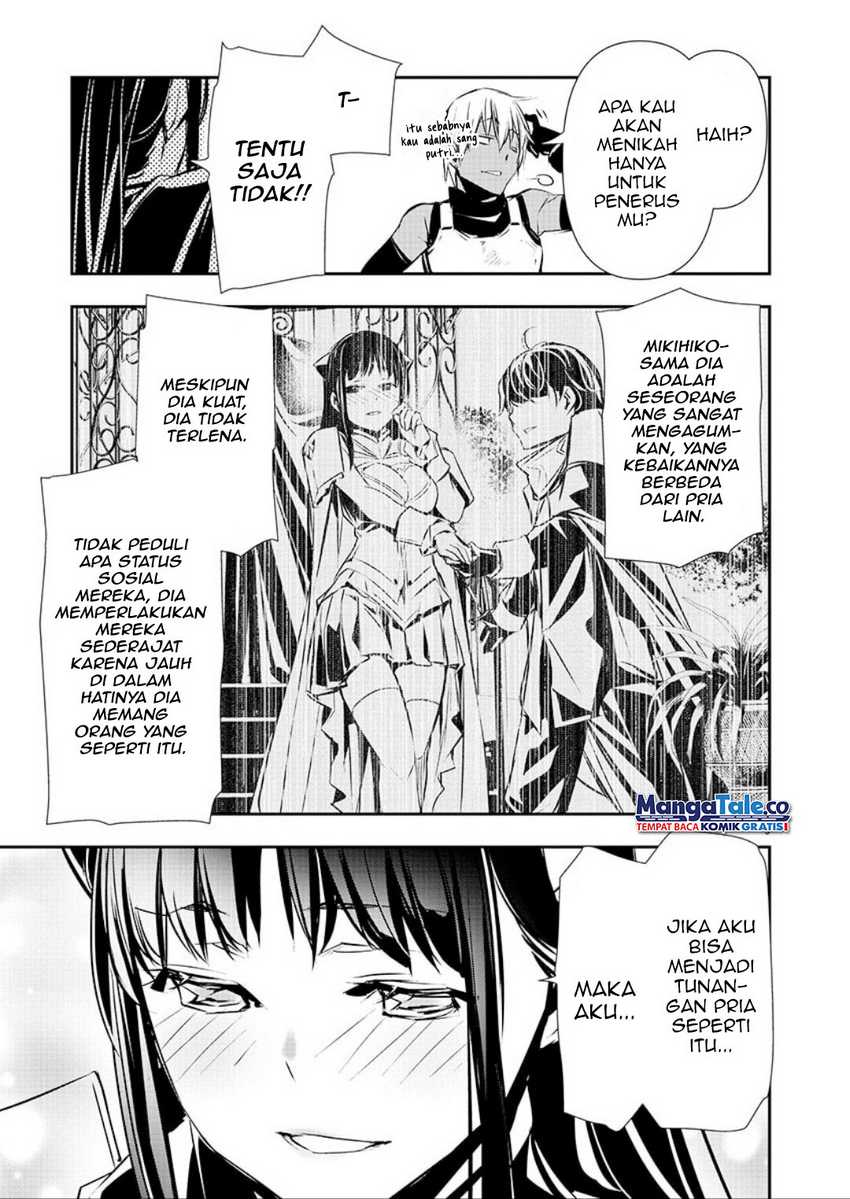 HAIH?
APA KAU
AKAN
MENIKAH
HANYA
UNTUK
PENERUS
MU?
itu sebabnya
kau adalah sang
putri...
T-
TENTU
SAJA
TIDAK!!
MIKIHIKO-
SAMA DIA
ADALAH
SESEORANG
YANG SANGAT
MENGAGUM-
KAN, YANG
KEBAIKANNYA
BERBEDA
DARI PRIA
LAIN.
MESKIPUN
DIA KUAT,
DIA TIDAK
TERLENA.
TIDAK PEDULI
APA STATUS
SOSIAL
MEREKA, DIA
MEMPERLAKUKAN
MEREKA
SEDERAJAT
KARENA JAUH
DI DALAM
HATINYA DIA
MEMANG
ORANG YANG
SEPERTI ITU.
MangaTale.co
TEMPAT BACA KOMIK GRATIS!
JIKA AKU
BISA
MENJADI
TUNAN-
GAN PRIA
SEPERTI
ITU...
MAKA
AKU...